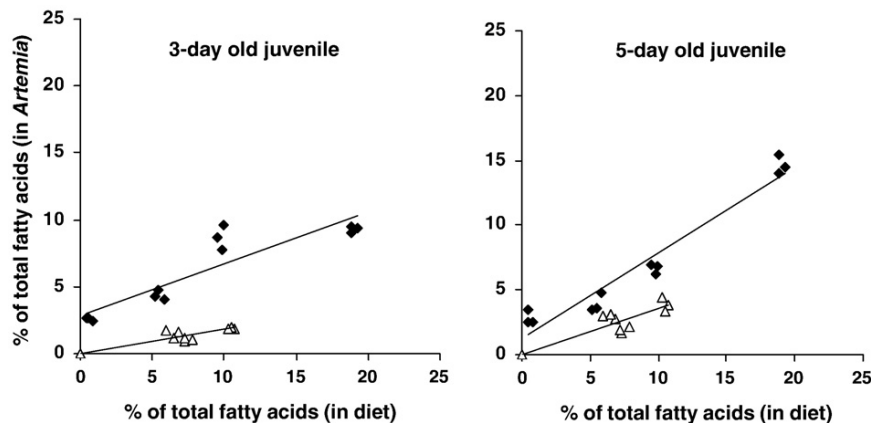 % of total fatty acids (in Artemia)
3-day old juvenile
25
20
15
10
5
0
0 5 10 15 20 25
% of total fatty acids (in diet)
5-day old juvenile
25
20
15
10
5
0
0 5 10 15 20 25
% of total fatty acids (in diet)